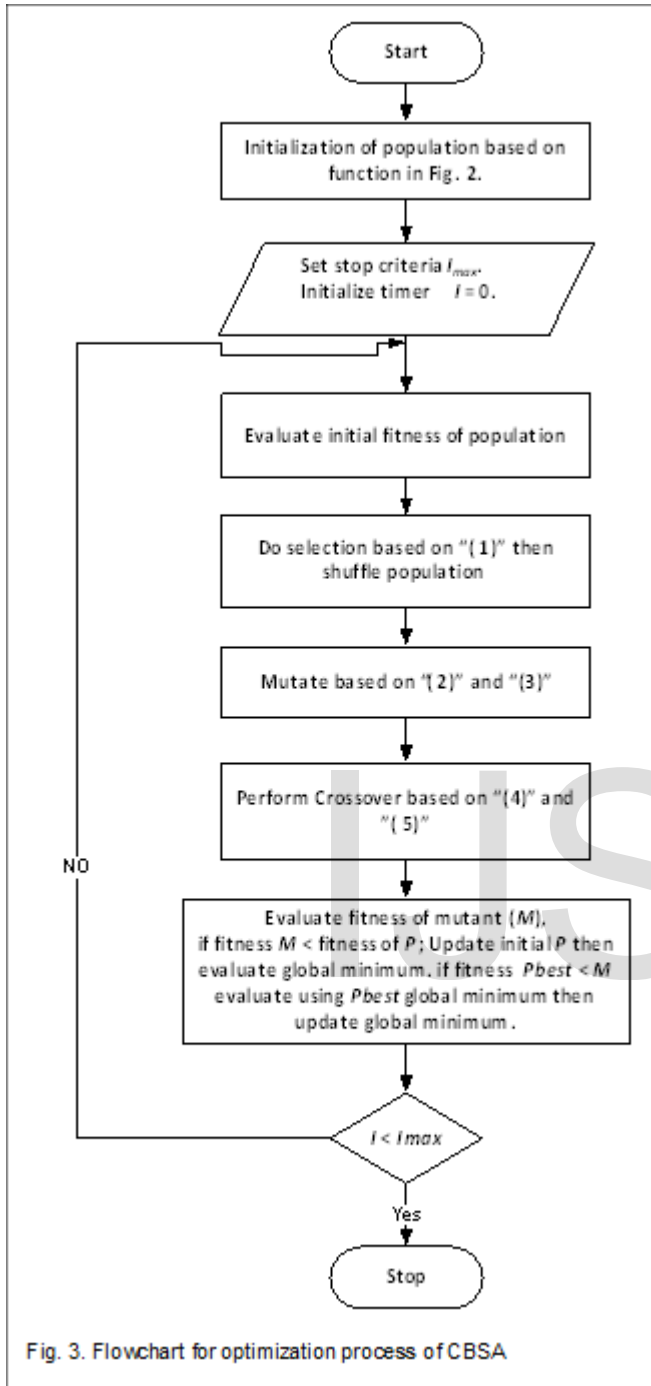 Start
Initialization of population based on
function in Fig. 2.
Set stop criteria Imax.
Initialize timer I = 0.
Evaluate initial fitness of population
Do selection based on "(1)" then
shuffle population
Mutate based on "(2)" and "(3)"
Perform Crossover based on "(4)" and
"( 5)"
NO
Evaluate fitness of mutant (M),
if fitness M < fitness of P; Update initial P then
evaluate global minimum. if fitness Pbest < M
evaluate using Pbest global minimum then
update global minimum.
I < Imax
Yes
Stop
Fig. 3. Flowchart for optimization process of CBSA
IUS